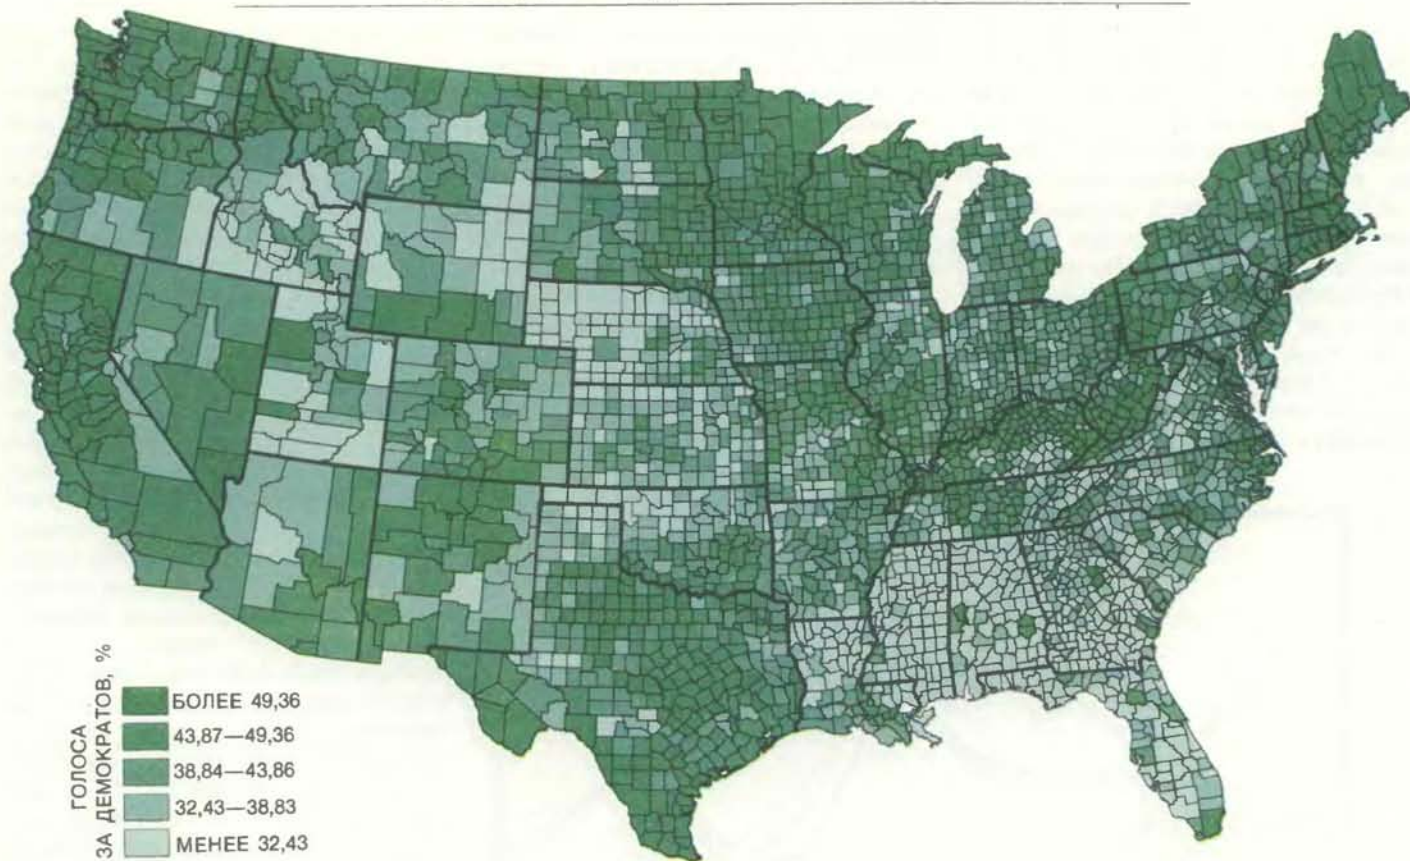 ГОЛОСА
ЗА ДЕМОКРАТОВ, %
БОЛЕЕ 49,36
43,87—49,36
38,84—43,86
32,43—38,83
МЕНЕЕ 32,43